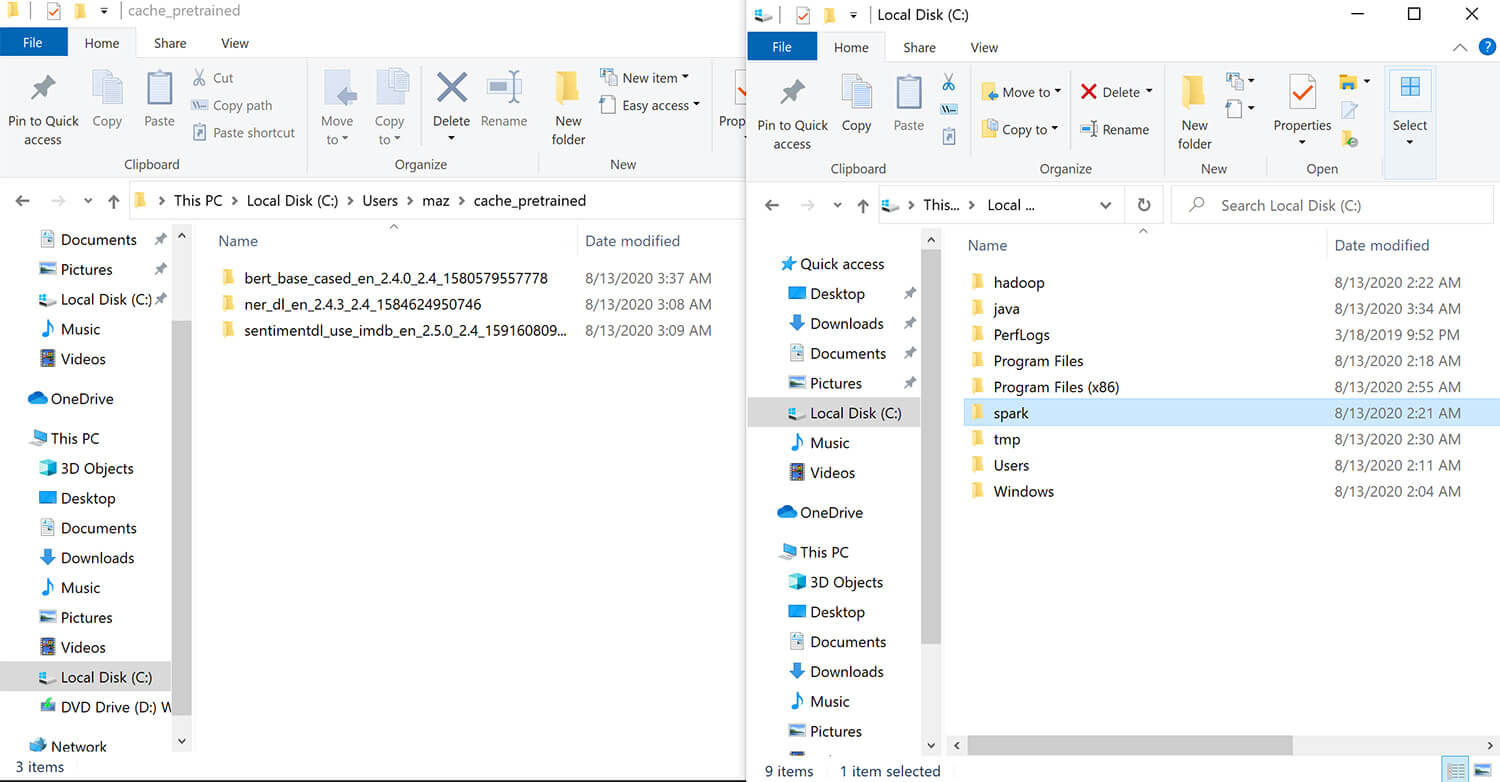 cache_pretrained
File Home Share View
Pin to Quick access
Copy
Paste
Cut
Copy path
Paste shortcut
Clipboard
Move to
Copy to
Delete
Rename
Organize
New folder
New item
Easy access
New
This PC > Local Disk (C:) > Users > maz > cache_pretrained
Documents
Pictures
Local Disk (C:)
Music
Videos
OneDrive
This PC
3D Objects
Desktop
Documents
Downloads
Music
Pictures
Videos
Local Disk (C:)
DVD Drive (D:) W
Network
Name Date modified
bert_base_cased_en_2.4.0_2.4_1580579557778 8/13/2020 3:37 AM
ner_dl_en_2.4.3_2.4_1584624950746 8/13/2020 3:08 AM
sentimentdl_use_imdb_en_2.5.0_2.4_159160809... 8/13/2020 3:09 AM
3 items
Local Disk (C:)
File Home Share View
Pin to Quick access
Copy
Paste
Clipboard
Move to
Copy to
Delete
Rename
Organize
New folder
New
Properties
Open
Select
This... > Local ...
Search Local Disk (C:)
Quick access
Desktop
Downloads
Documents
Pictures
Local Disk (C:)
Music
Videos
OneDrive
This PC
3D Objects
Desktop
Documents
Downloads
Music
Pictures
Name Date modified
hadoop 8/13/2020 2:22 AM
java 8/13/2020 3:34 AM
PerfLogs 3/18/2019 9:52 PM
Program Files 8/13/2020 2:18 AM
Program Files (x86) 8/13/2020 2:55 AM
spark 8/13/2020 2:21 AM
tmp 8/13/2020 2:30 AM
Users 8/13/2020 2:11 AM
Windows 8/13/2020 2:04 AM
9 items 1 item selected